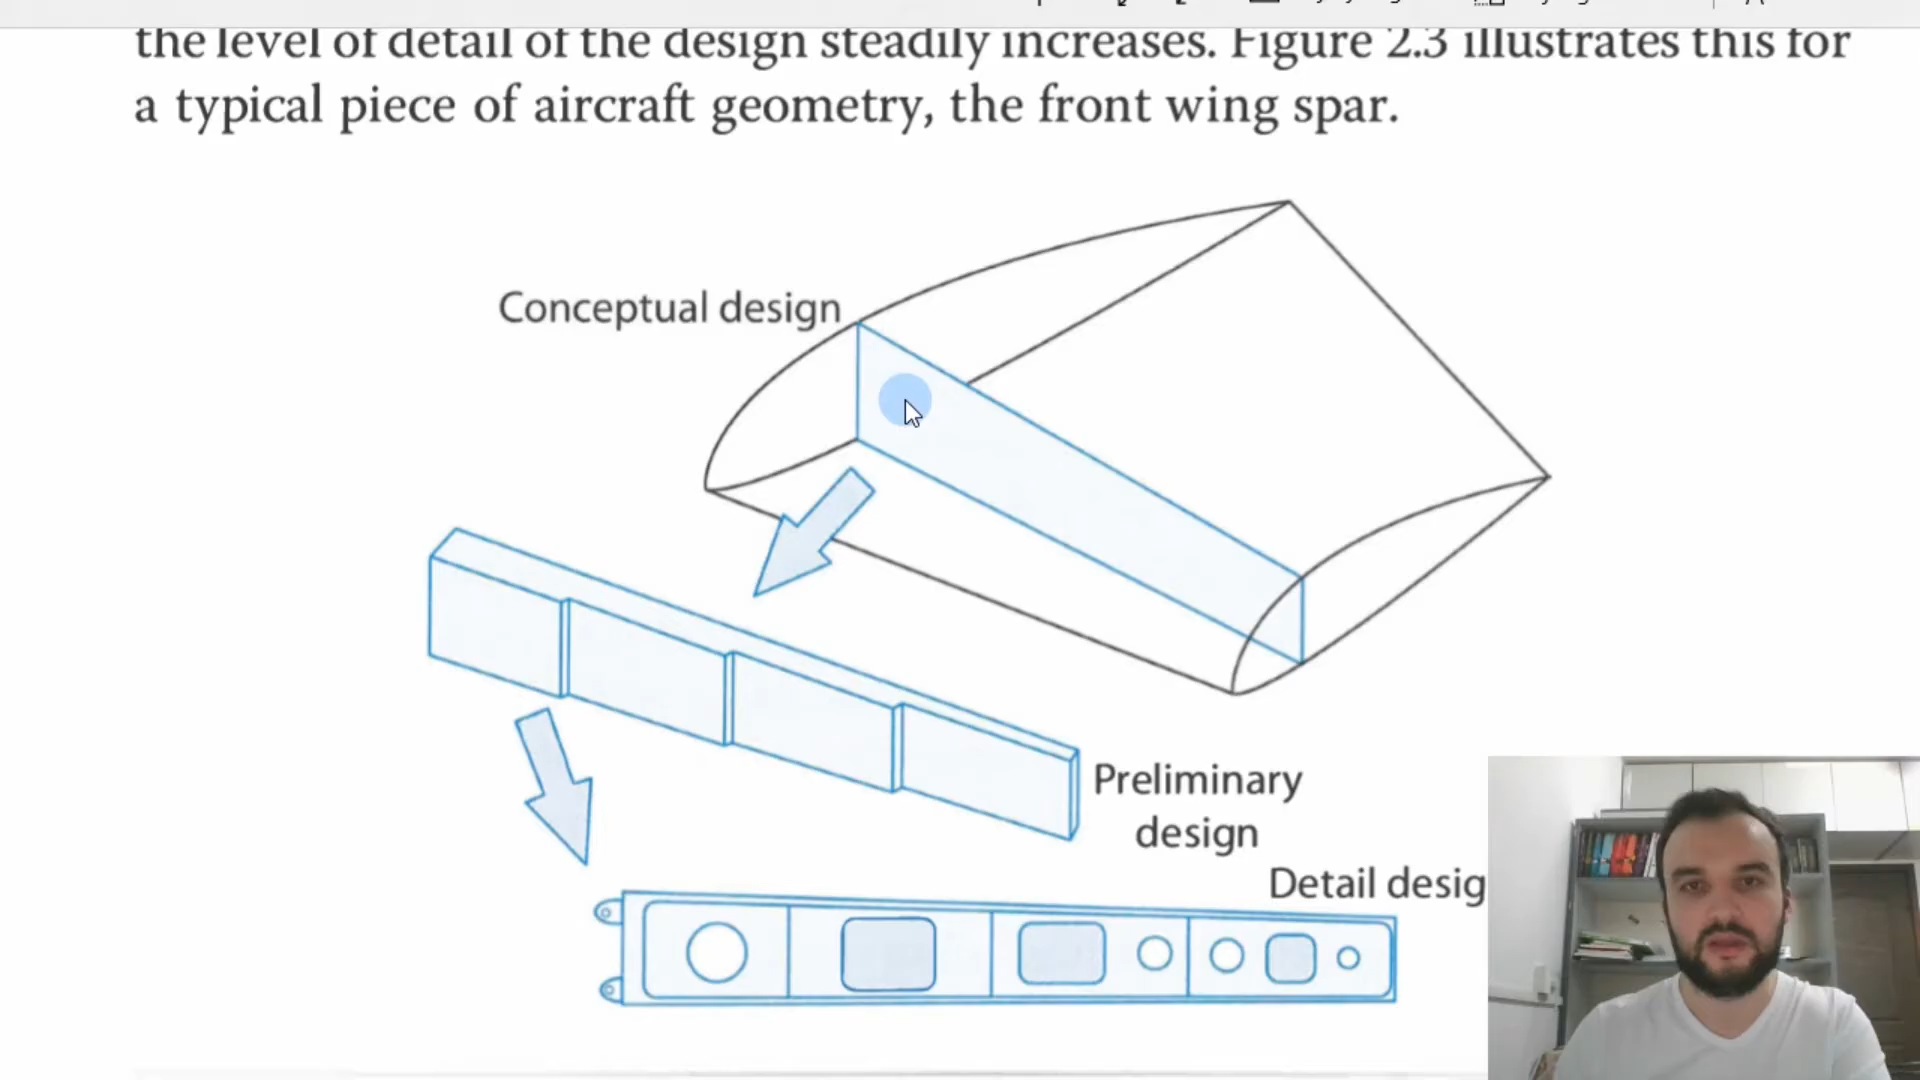 the level of detail of the design steadily increases. Figure 2.3 illustrates this for
a typical piece of aircraft geometry, the front wing spar.
Conceptual design
Preliminary
design
Detail desig